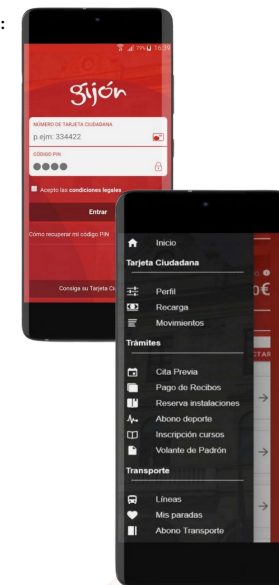 :
79% 16:39
gijón
NÚMERO DE TARJETA CIUDADANA
p.ejm: 334422
CÓDIGO PIN
Acepto las condiciones legales
Entrar
Cómo recuperar mi código PIN
Consiga su Tarjeta Ci
Inicio
Tarjeta Ciudadana
0€
Perfil
Recarga
Movimientos
Trámites
CTAR
Cita Previa
Pago de Recibos
Reserva instalaciones
Abono deporte
Inscripción cursos
Volante de Padrón
Transporte
Líneas
Mis paradas
Abono Transporte